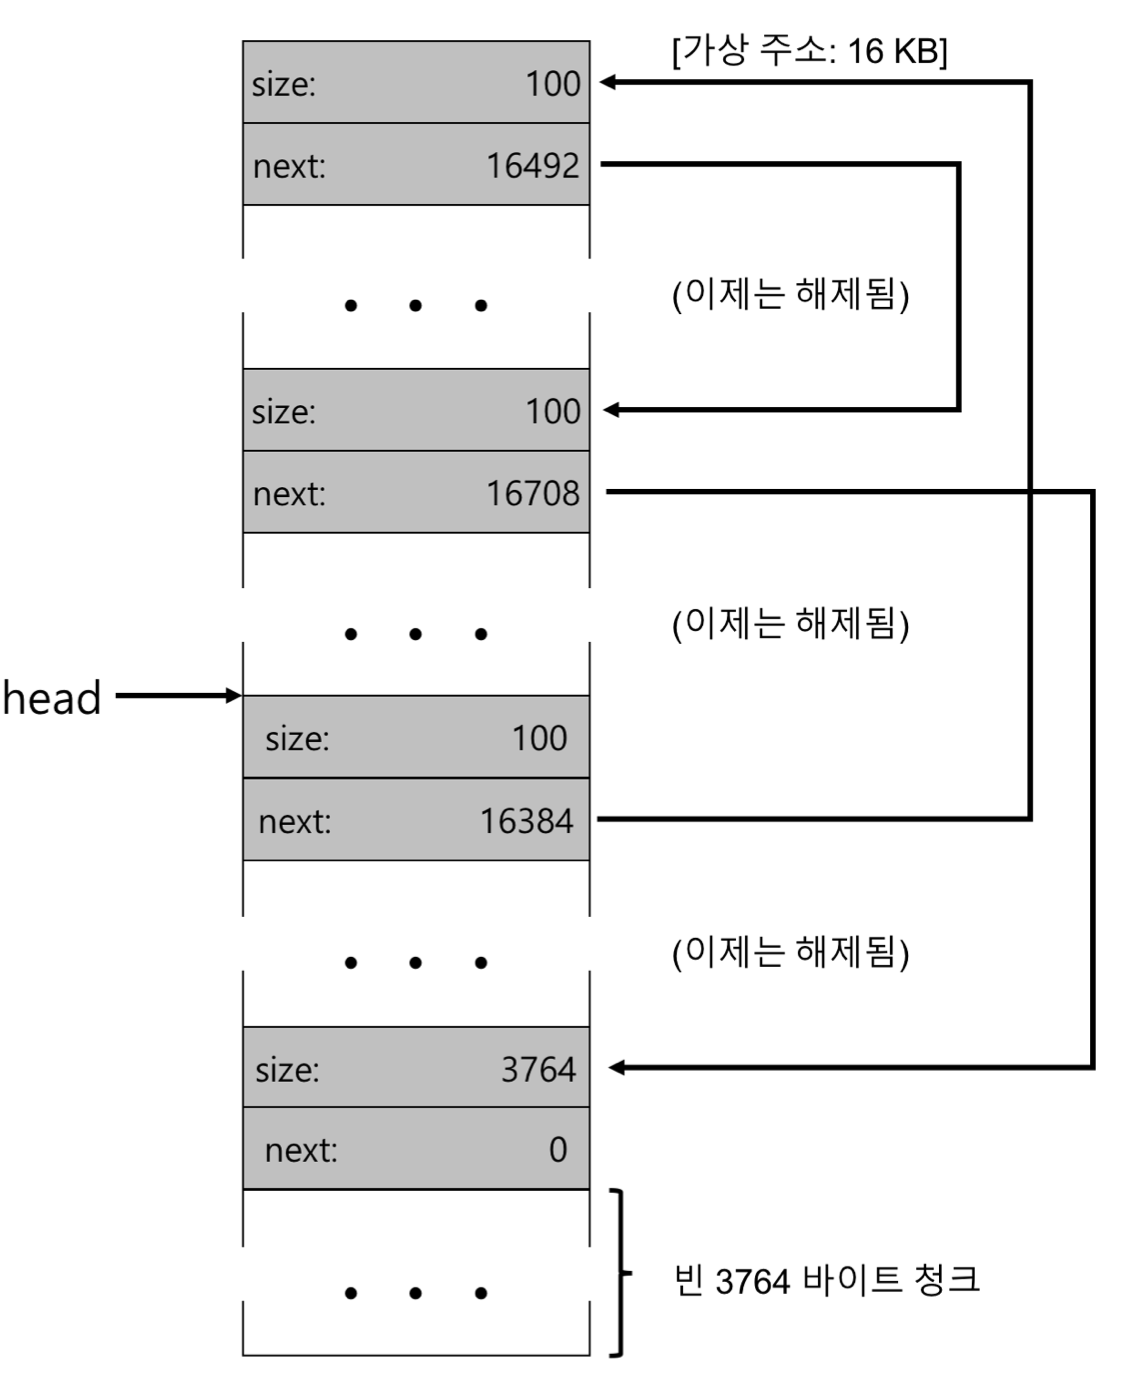 [가상 주소: 16 KB]
size: 100
next: 16492
(이제는 해제됨)
size: 100
next: 16708
(이제는 해제됨)
head
size: 100
next: 16384
(이제는 해제됨)
size: 3764
next: 0
빈 3764 바이트 청크